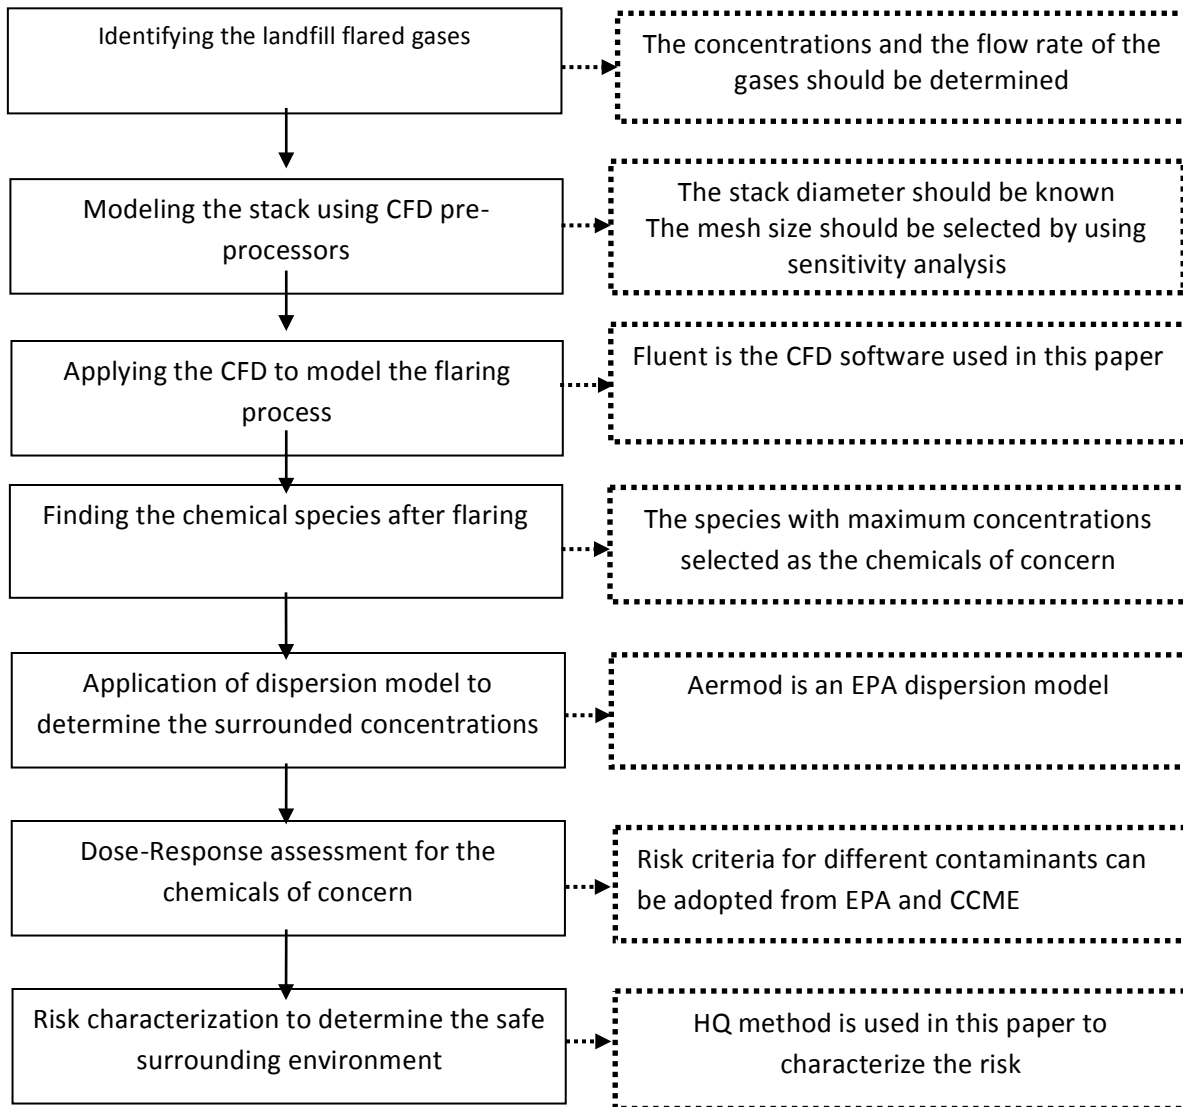 Identifying the landfill flared gases
The concentrations and the flow rate of the
gases should be determined
Modeling the stack using CFD pre-
processors
The stack diameter should be known
The mesh size should be selected by using
sensitivity analysis
Applying the CFD to model the flaring
process
Fluent is the CFD software used in this paper
Finding the chemical species after flaring
The species with maximum concentrations
selected as the chemicals of concern
Application of dispersion model to
determine the surrounded concentrations
Aermod is an EPA dispersion model
Dose-Response assessment for the
chemicals of concern
Risk criteria for different contaminants can
be adopted from EPA and CCME
Risk characterization to determine the safe
surrounding environment
HQ method is used in this paper to
characterize the risk